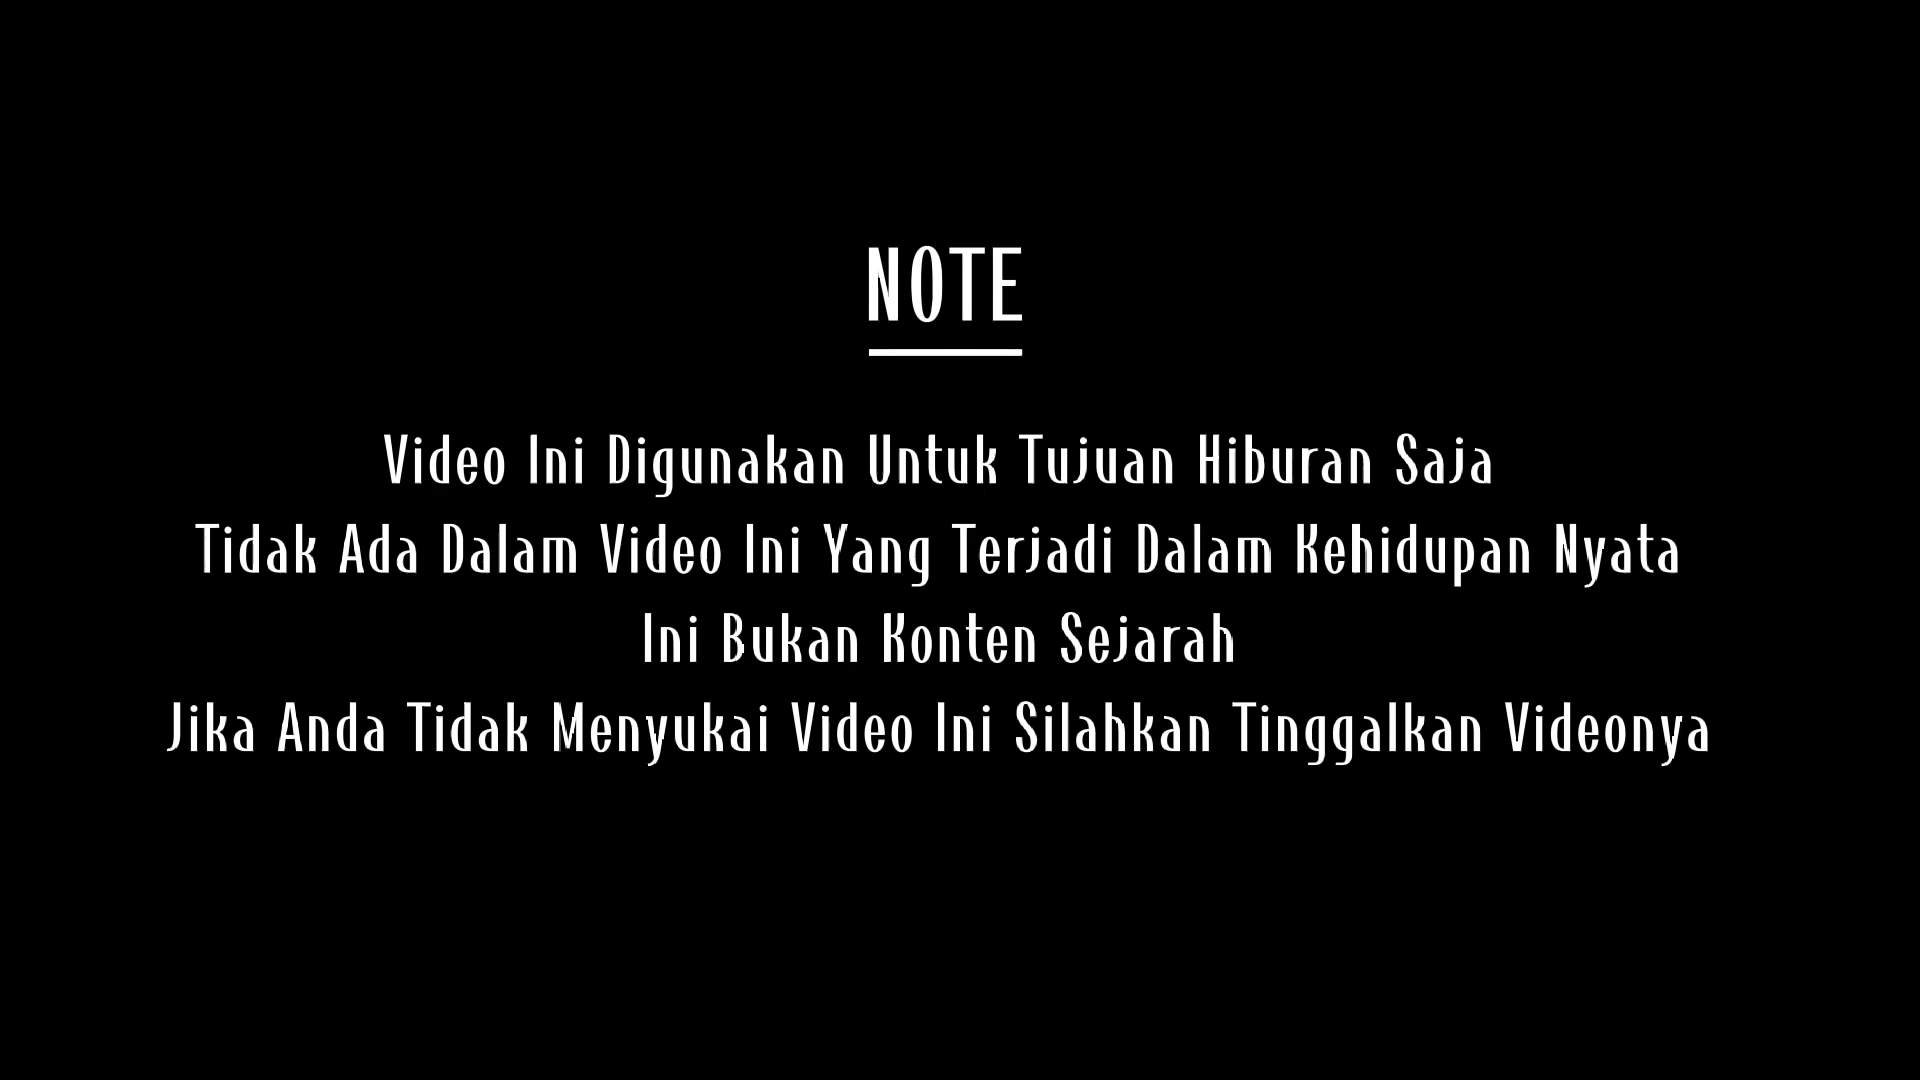 NOTE
Video Ini Digunakan Untuk Tujuan Hiburan Saja
Tidak Ada Dalam Video Ini Yang Terjadi Dalam Kehidupan Nyata
Ini Bukan Konten Sejarah
Jika Anda Tidak Menyukai Video Ini Silahkan Tinggalkan Videonya